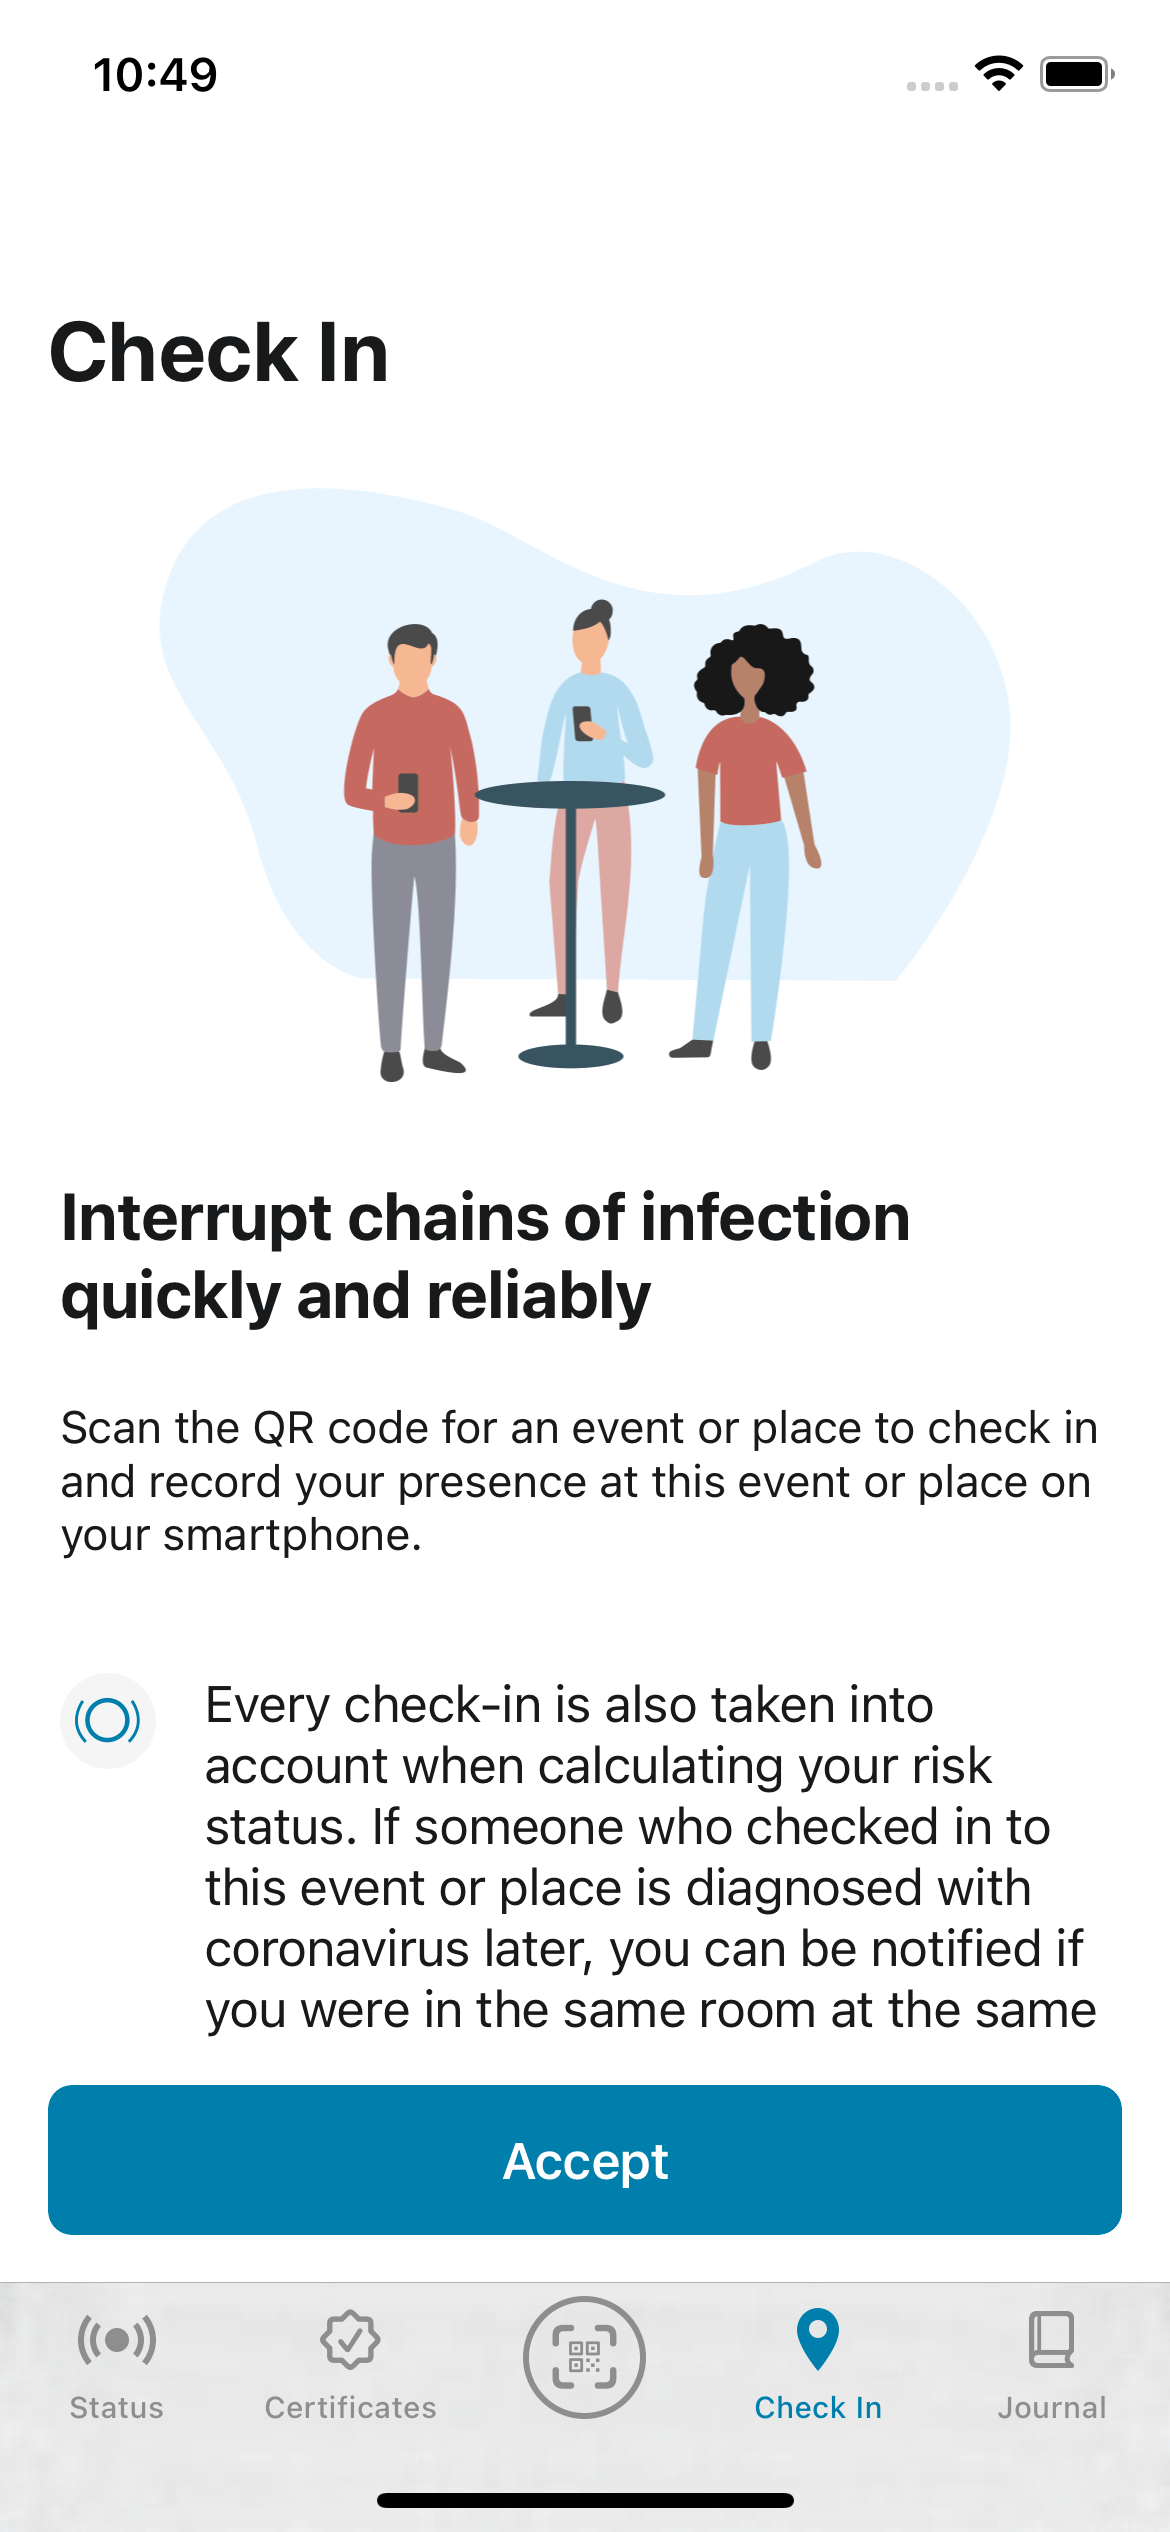 10:49
Check In
Interrupt chains of infection
quickly and reliably
Scan the QR code for an event or place to check in
and record your presence at this event or place on
your smartphone.
Every check-in is also taken into
account when calculating your risk
status. If someone who checked in to
this event or place is diagnosed with
coronavirus later, you can be notified if
you were in the same room at the same
Accept
Status
Certificates
Check In
Journal